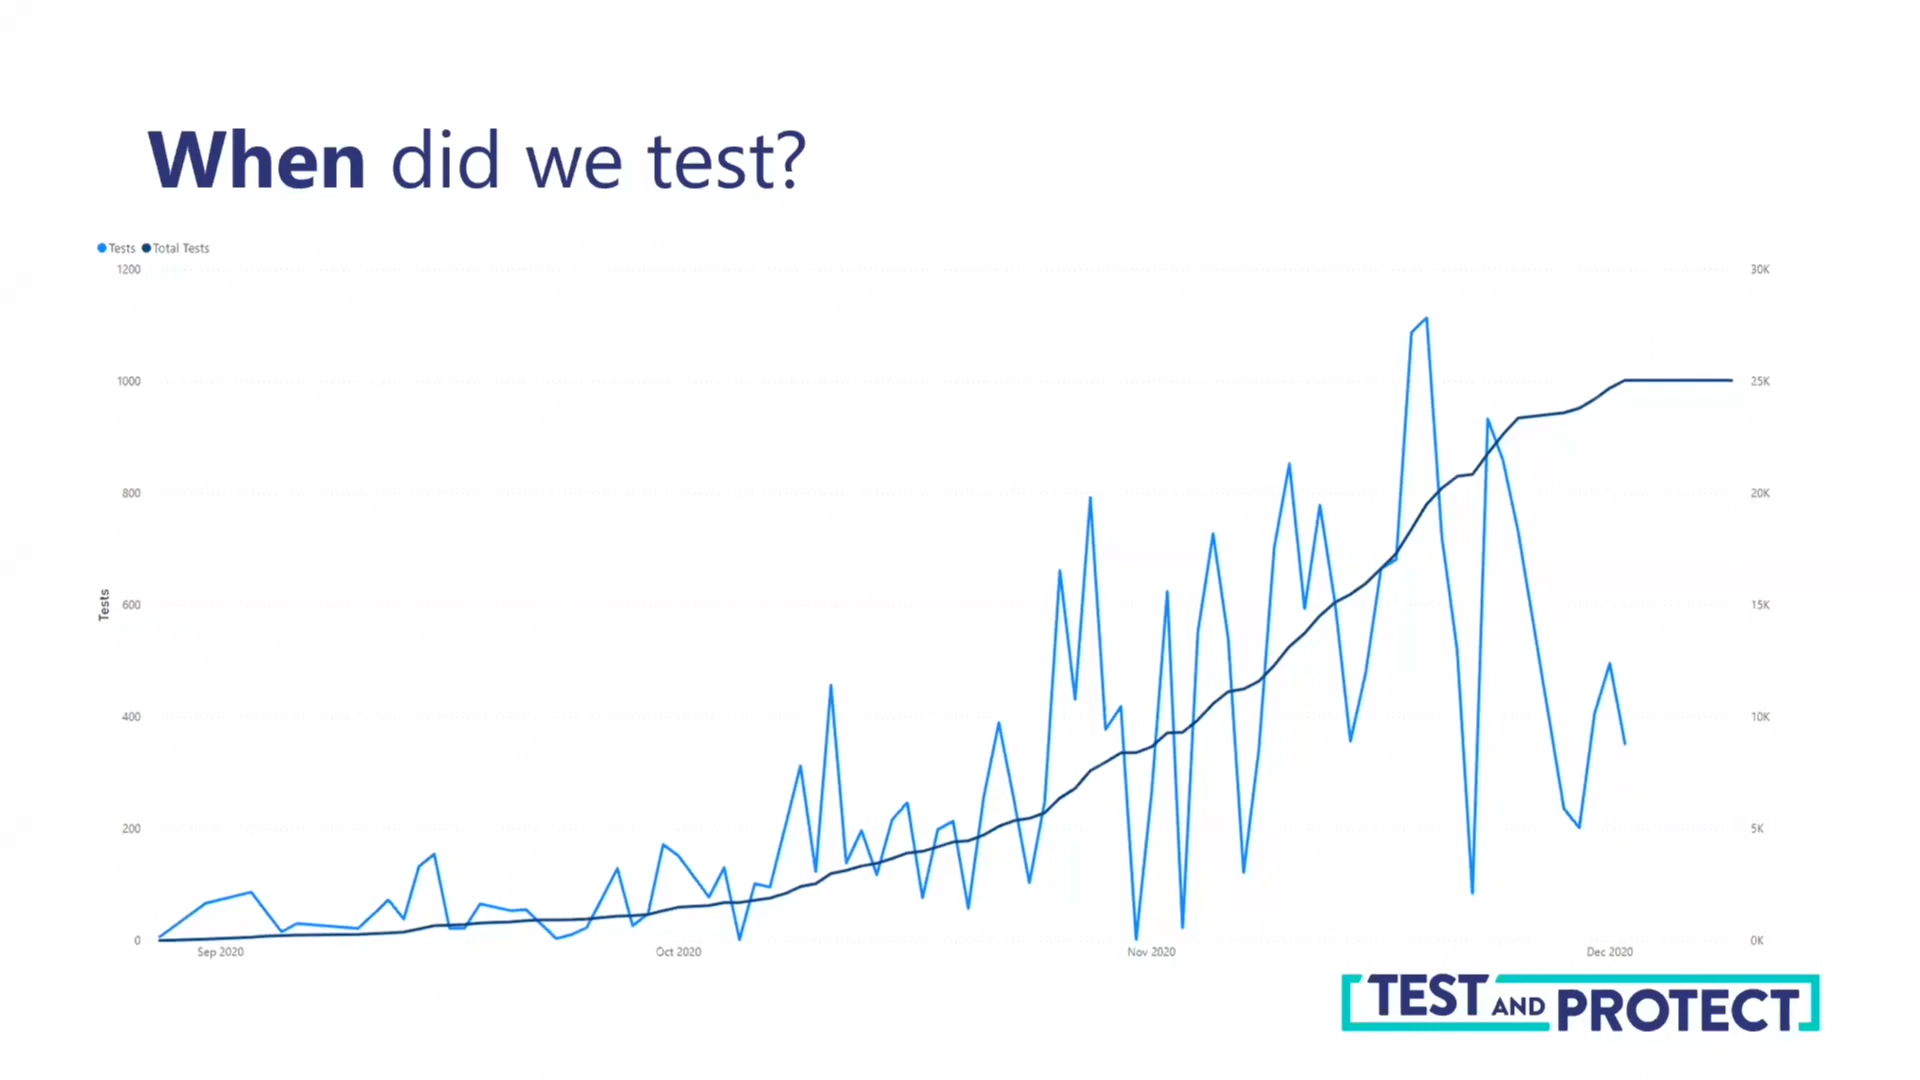 When did we test?
Tests Total Tests
1200
1000
800
600
400
200
0
Tests
30K
25K
20K
15K
10K
5K
0K
Sep 2020 Oct 2020 Nov 2020 Dec 2020
TEST AND PROTECT